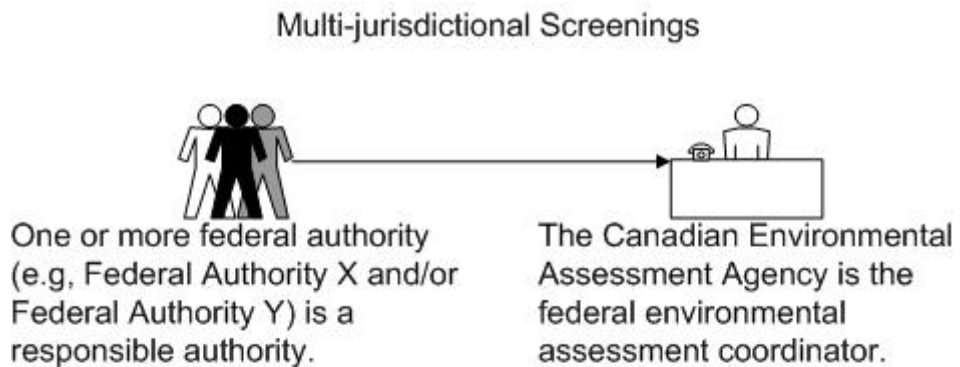 Multi-jurisdictional Screenings
One or more federal authority
(e.g, Federal Authority X and/or
Federal Authority Y) is a
responsible authority.
The Canadian Environmental
Assessment Agency is the
federal environmental
assessment coordinator.